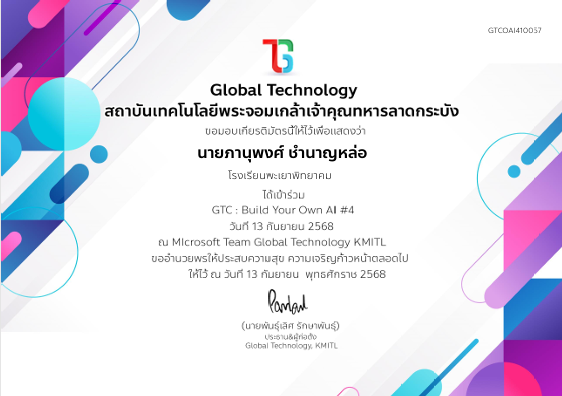 GTCOAI410057
TG
Global Technology
สถาบันเทคโนโลยีพระจอมเกล้าเจ้าคุณทหารลาดกระบัง
ขอมอบเกียรติบัตรนี้ให้ไว้เพื่อแสดงว่า
นายภานุพงศ์ ชำนาญหล่อ
โรงเรียนพะเยาพิทยาคม
ได้เข้าร่วม
GTC : Build Your Own AI #4
วันที่ 13 กันยายน 2568
ณ MIcrosoft Team Global Technology KMITL
ขออำนวยพรให้ประสบความสุข ความเจริญก้าวหน้าตลอดไป
ให้ไว้ ณ วันที่ 13 กันยายน พุทธศักราช 2568
(นายพันธุ์เลิศ รักษาพันธุ์)
ประธาน&ผู้ก่อตั้ง
Global Technology, KMITL